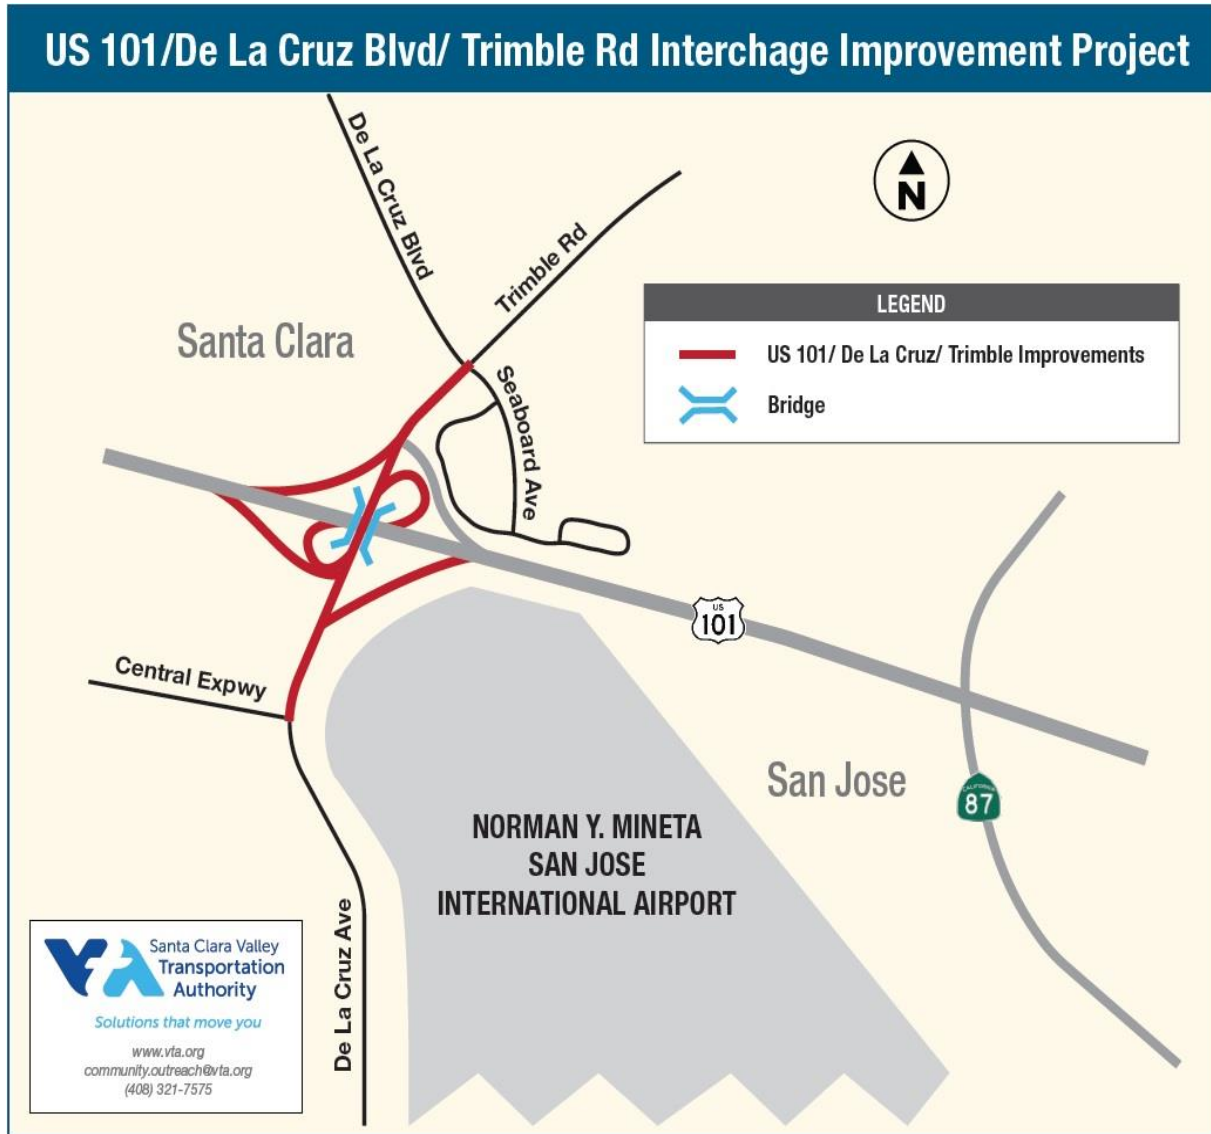 US 101/De La Cruz Blvd/ Trimble Rd Interchage Improvement Project
De La Cruz Blvd
Trimble Rd
N
LEGEND
US 101/ De La Cruz/ Trimble Improvements
Bridge
Santa Clara
Seaboard Ave
US
101
Central Expwy
San Jose
CALIFORNIA
87
NORMAN Y. MINETA
SAN JOSE
INTERNATIONAL AIRPORT
De La Cruz Ave
VTA
Santa Clara Valley
Transportation
Authority
Solutions that move you
www.vta.org
community.outreach@vta.org
(408) 321-7575